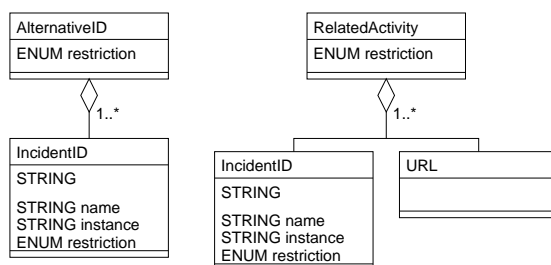 AlternativeID
ENUM restriction
1..*
IncidentID
STRING
STRING name
STRING instance
ENUM restriction
RelatedActivity
ENUM restriction
1..*
IncidentID
STRING
STRING name
STRING instance
ENUM restriction
URL